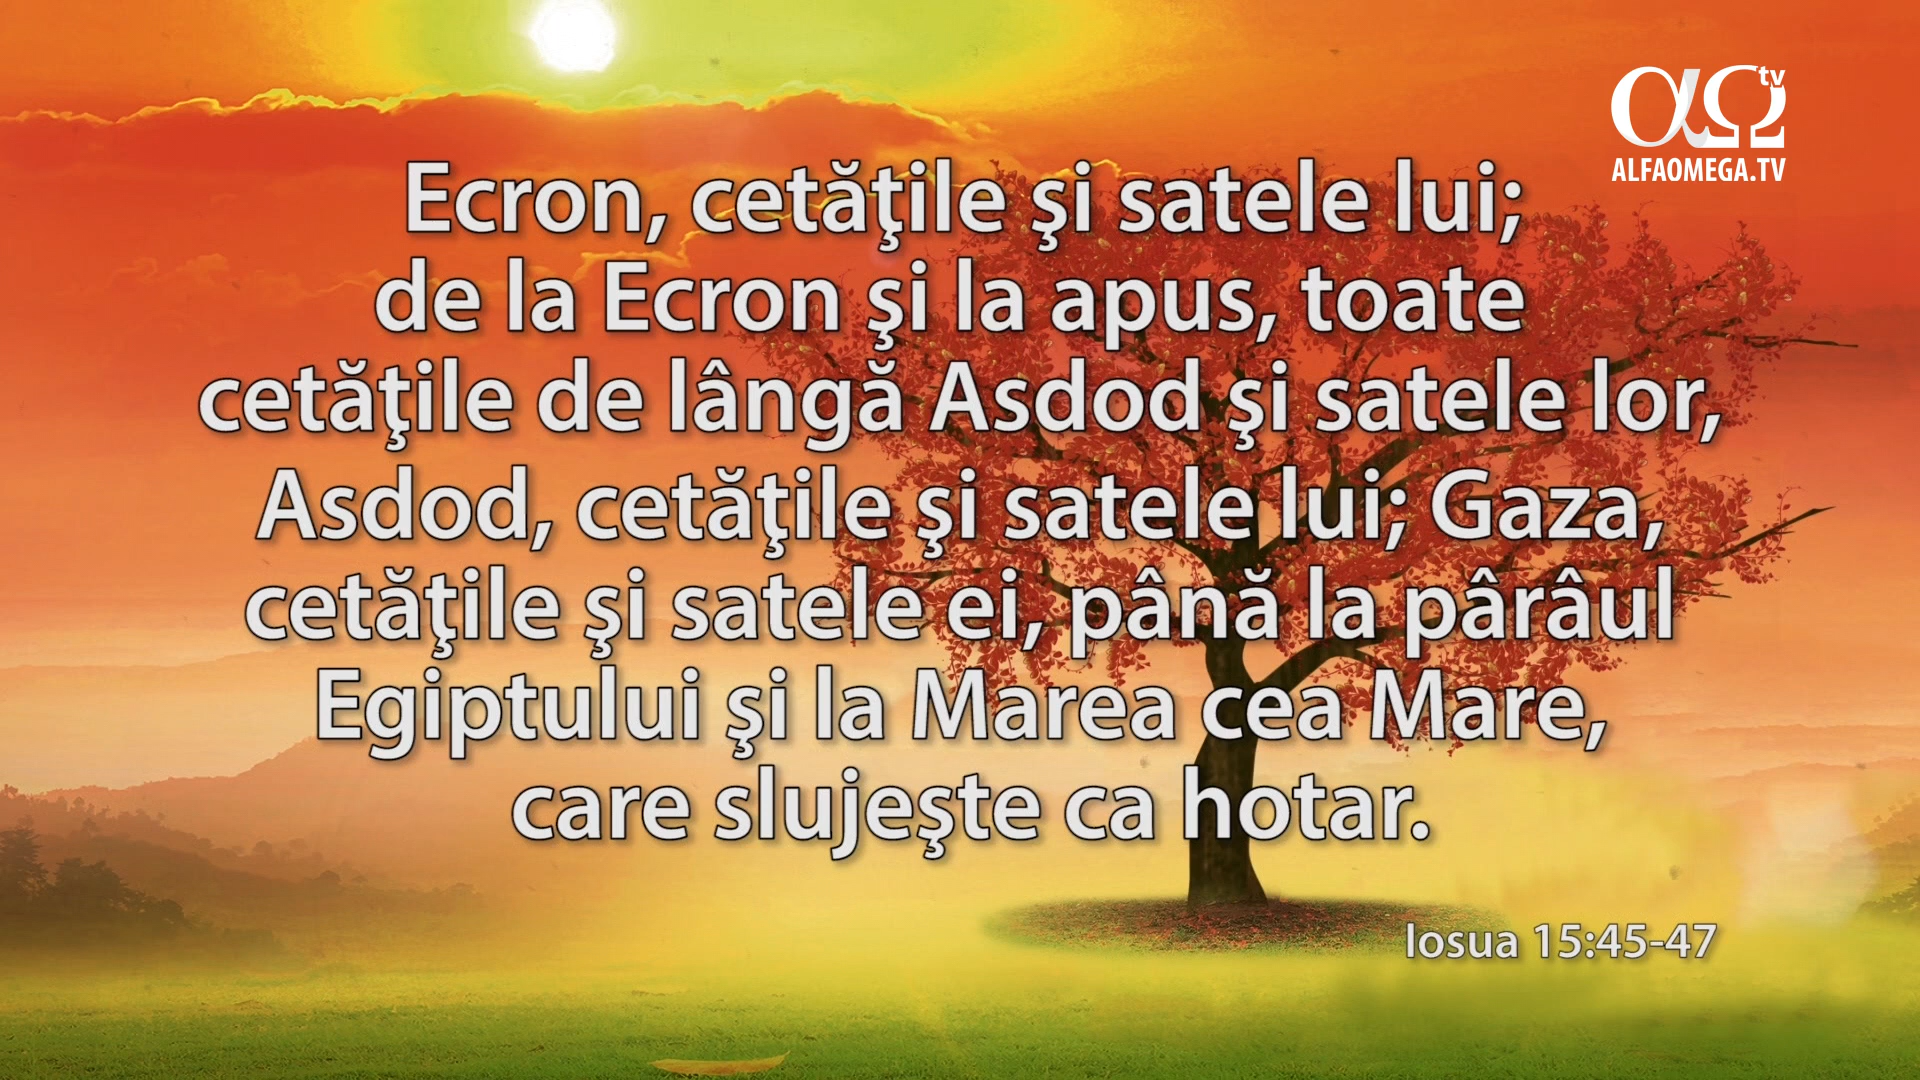 αΩ tv
ALFAOMEGA.TV
Ecron, cetăţile şi satele lui;
de la Ecron şi la apus, toate
cetăţile de lângă Asdod şi satele lor,
Asdod, cetăţile şi satele lui; Gaza,
cetăţile şi satele ei, până la pârâul
Egiptului şi la Marea cea Mare,
care slujeşte ca hotar.
Iosua 15:45-47